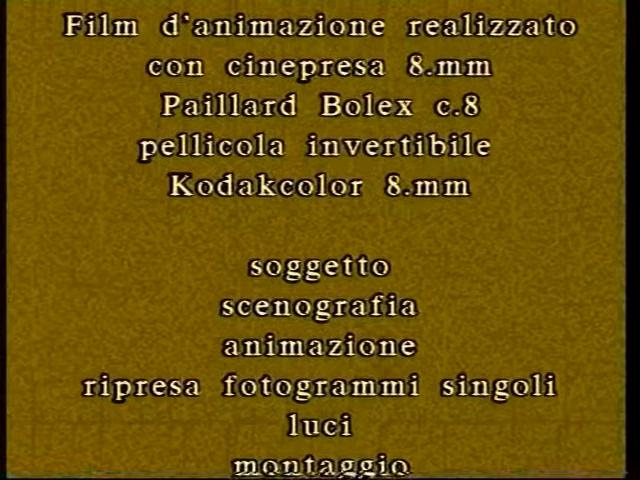 Film d'animazione realizzato
con cinepresa 8.mm
Paillard Bolex c.8
pellicola invertibile
Kodakcolor 8.mm
soggetto
scenografia
animazione
ripresa fotogrammi singoli
luci
montaggio